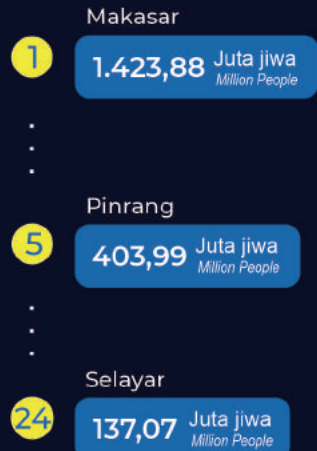 Makasar
1
1.423,88 Juta jiwa
Million People
Pinrang
5
403,99 Juta jiwa
Million People
Selayar
24
137,07 Juta jiwa
Million People